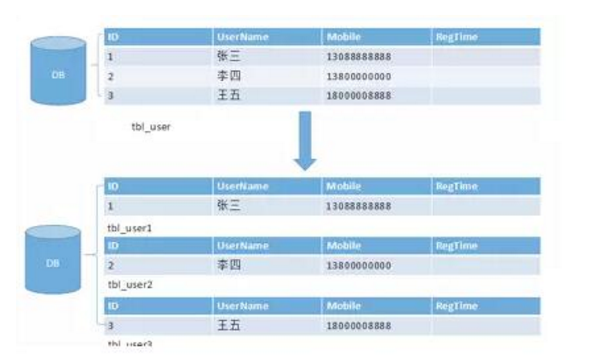 ID UserName Mobile RegTime
1 张三 13088888888
DB
2 李四 13800000000
3 王五 18000008888
tbl_user
ID UserName Mobile RegTime
1 张三 13088888888
tbl_user1
ID UserName Mobile RegTime
DB
2 李四 13800000000
tbl_user2
ID UserName Mobile RegTime
3 王五 18000008888
tbl_user3